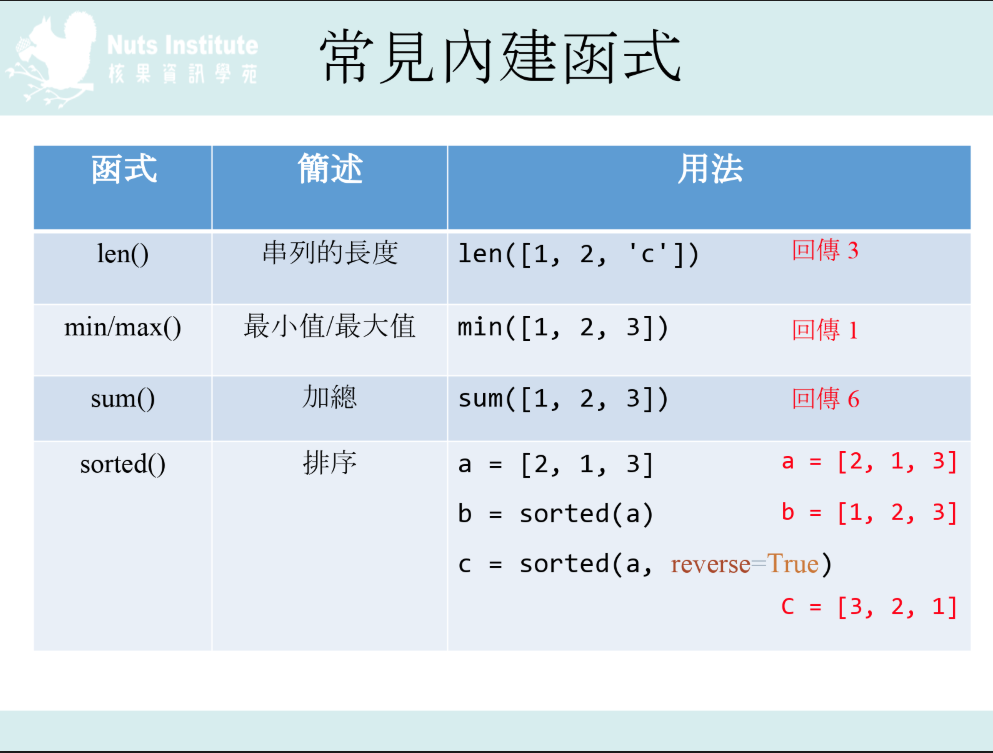 Nuts Institute
核果資訊學苑
常見內建函式
函式 簡述 用法
len() 串列的長度 len([1, 2, 'c']) 回傳 3
min/max() 最小值/最大值 min([1, 2, 3]) 回傳 1
sum() 加總 sum([1, 2, 3]) 回傳 6
sorted() 排序 a = [2, 1, 3] a = [2, 1, 3]
b = sorted(a) b = [1, 2, 3]
c = sorted(a, reverse=True)
C = [3, 2, 1]